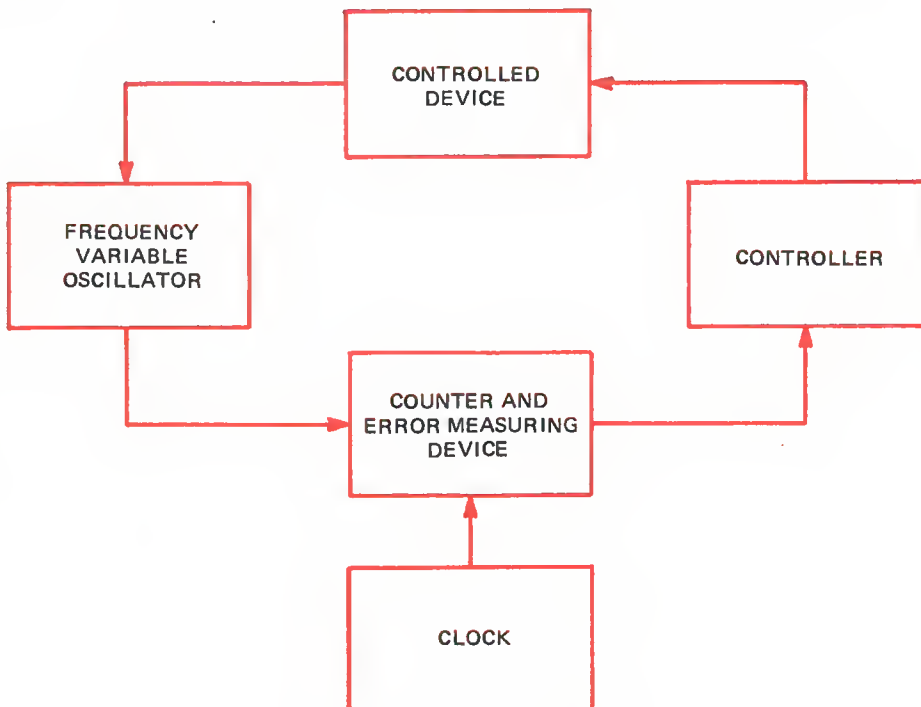 CONTROLLED
DEVICE
FREQUENCY
VARIABLE
OSCILLATOR
CONTROLLER
COUNTER AND
ERROR MEASURING
DEVICE
CLOCK